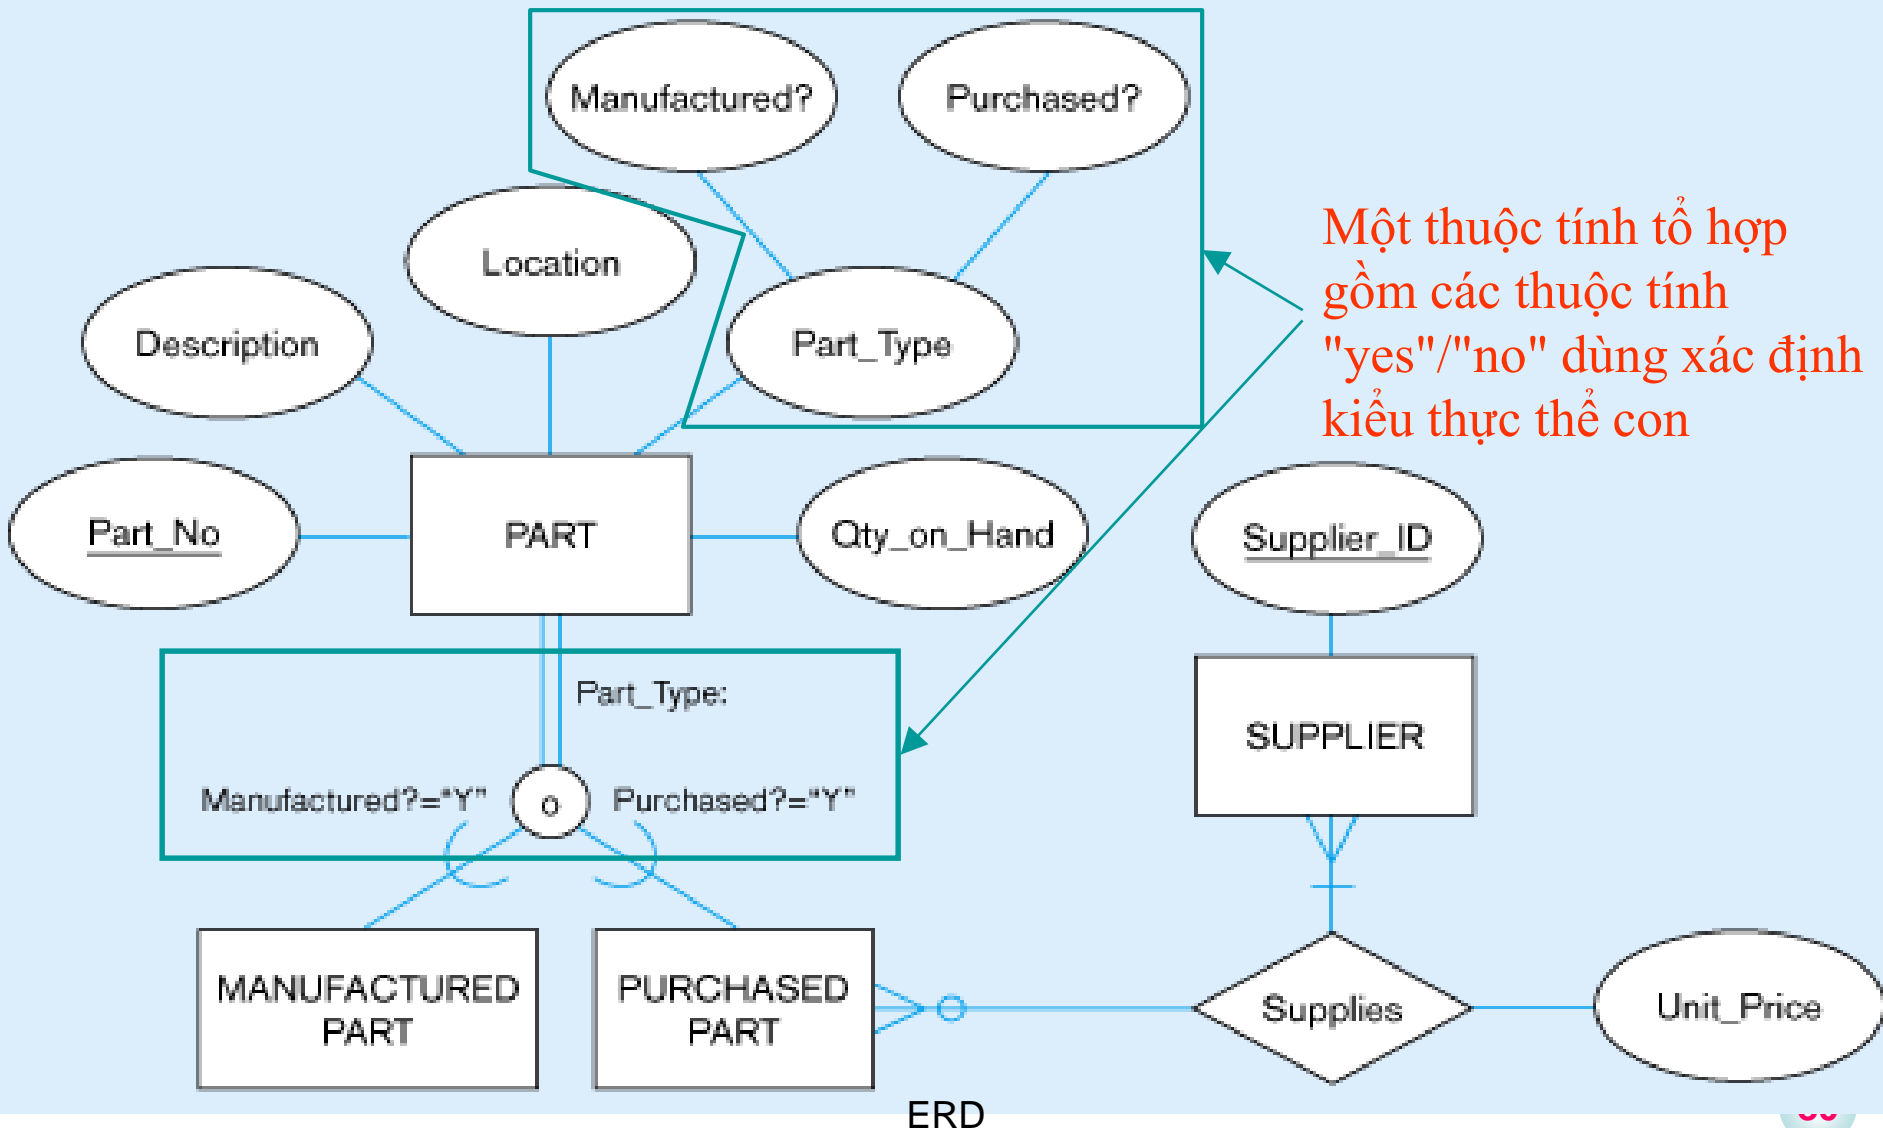 Manufactured?
Purchased?
Location
Một thuộc tính tổ hợp
gồm các thuộc tính
"yes"/"no" dùng xác định
kiểu thực thể con
Description
Part_Type
Part_No
PART
Qty_on_Hand
Supplier_ID
Part_Type:
SUPPLIER
Manufactured?="Y"
o
Purchased?="Y"
MANUFACTURED
PART
PURCHASED
PART
Supplies
Unit_Price
ERD